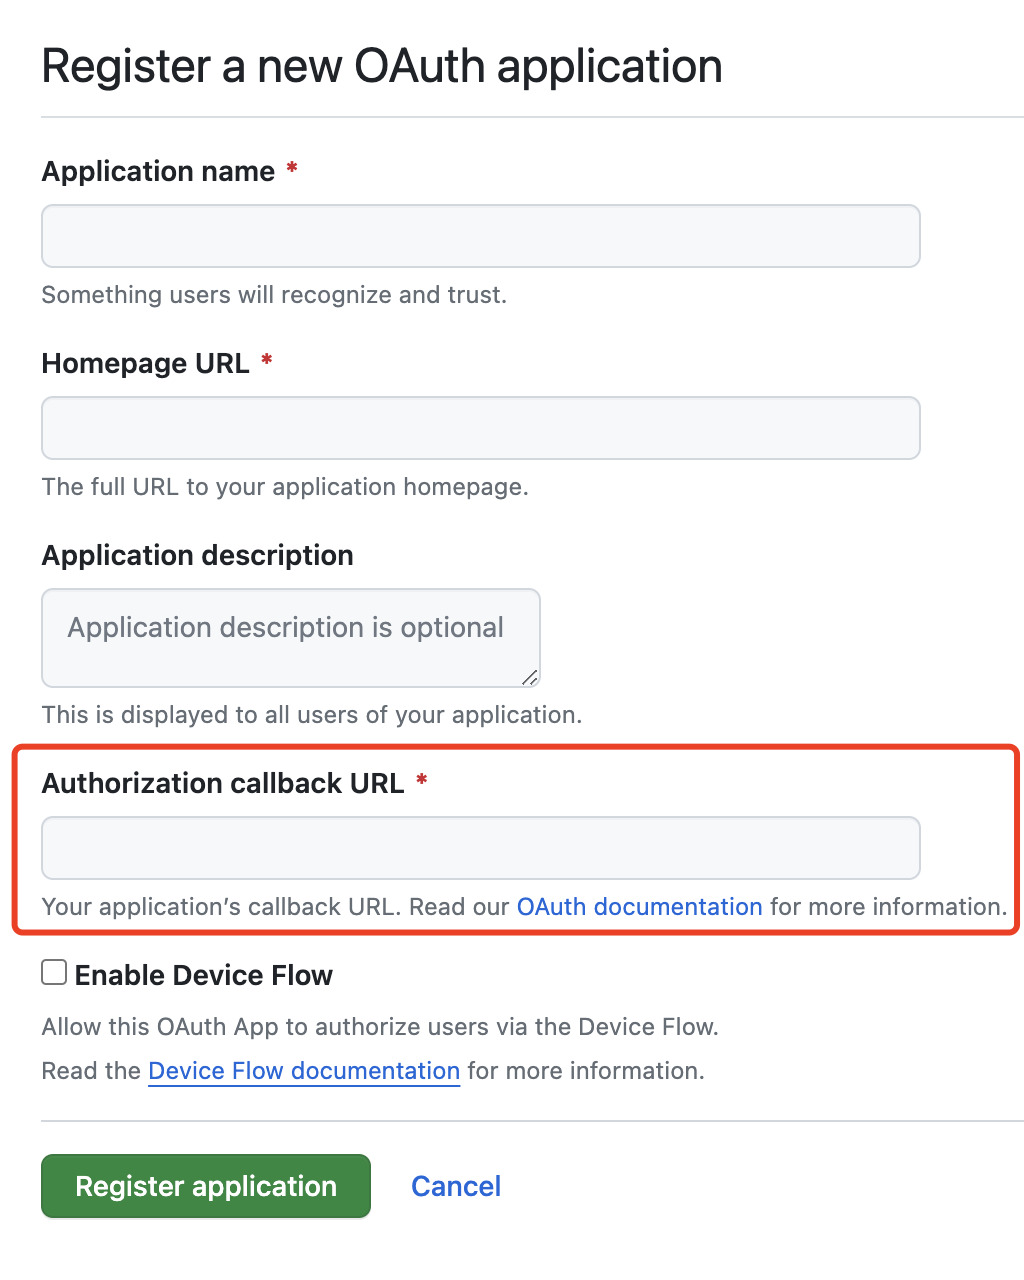 Register a new OAuth application
Application name *
Something users will recognize and trust.
Homepage URL *
The full URL to your application homepage.
Application description
Application description is optional
This is displayed to all users of your application.
Authorization callback URL *
Your application’s callback URL. Read our OAuth documentation for more information.
Enable Device Flow
Allow this OAuth App to authorize users via the Device Flow.
Read the Device Flow documentation for more information.
Register application Cancel